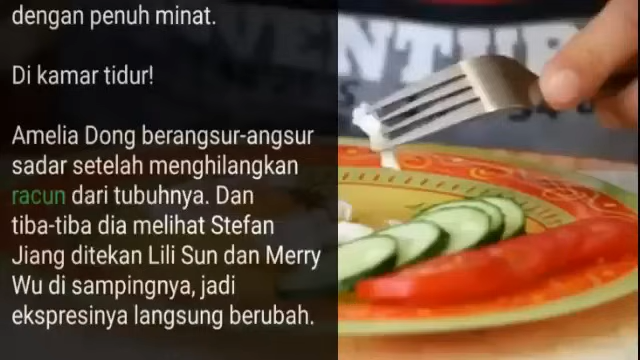 dengan penuh minat.
Di kamar tidur!
Amelia Dong berangsur-angsur
sadar setelah menghilangkan
racun dari tubuhnya. Dan
tiba-tiba dia melihat Stefan
Jiang ditekan Lili Sun dan Merry
Wu di sampingnya, jadi
ekspresinya langsung berubah.